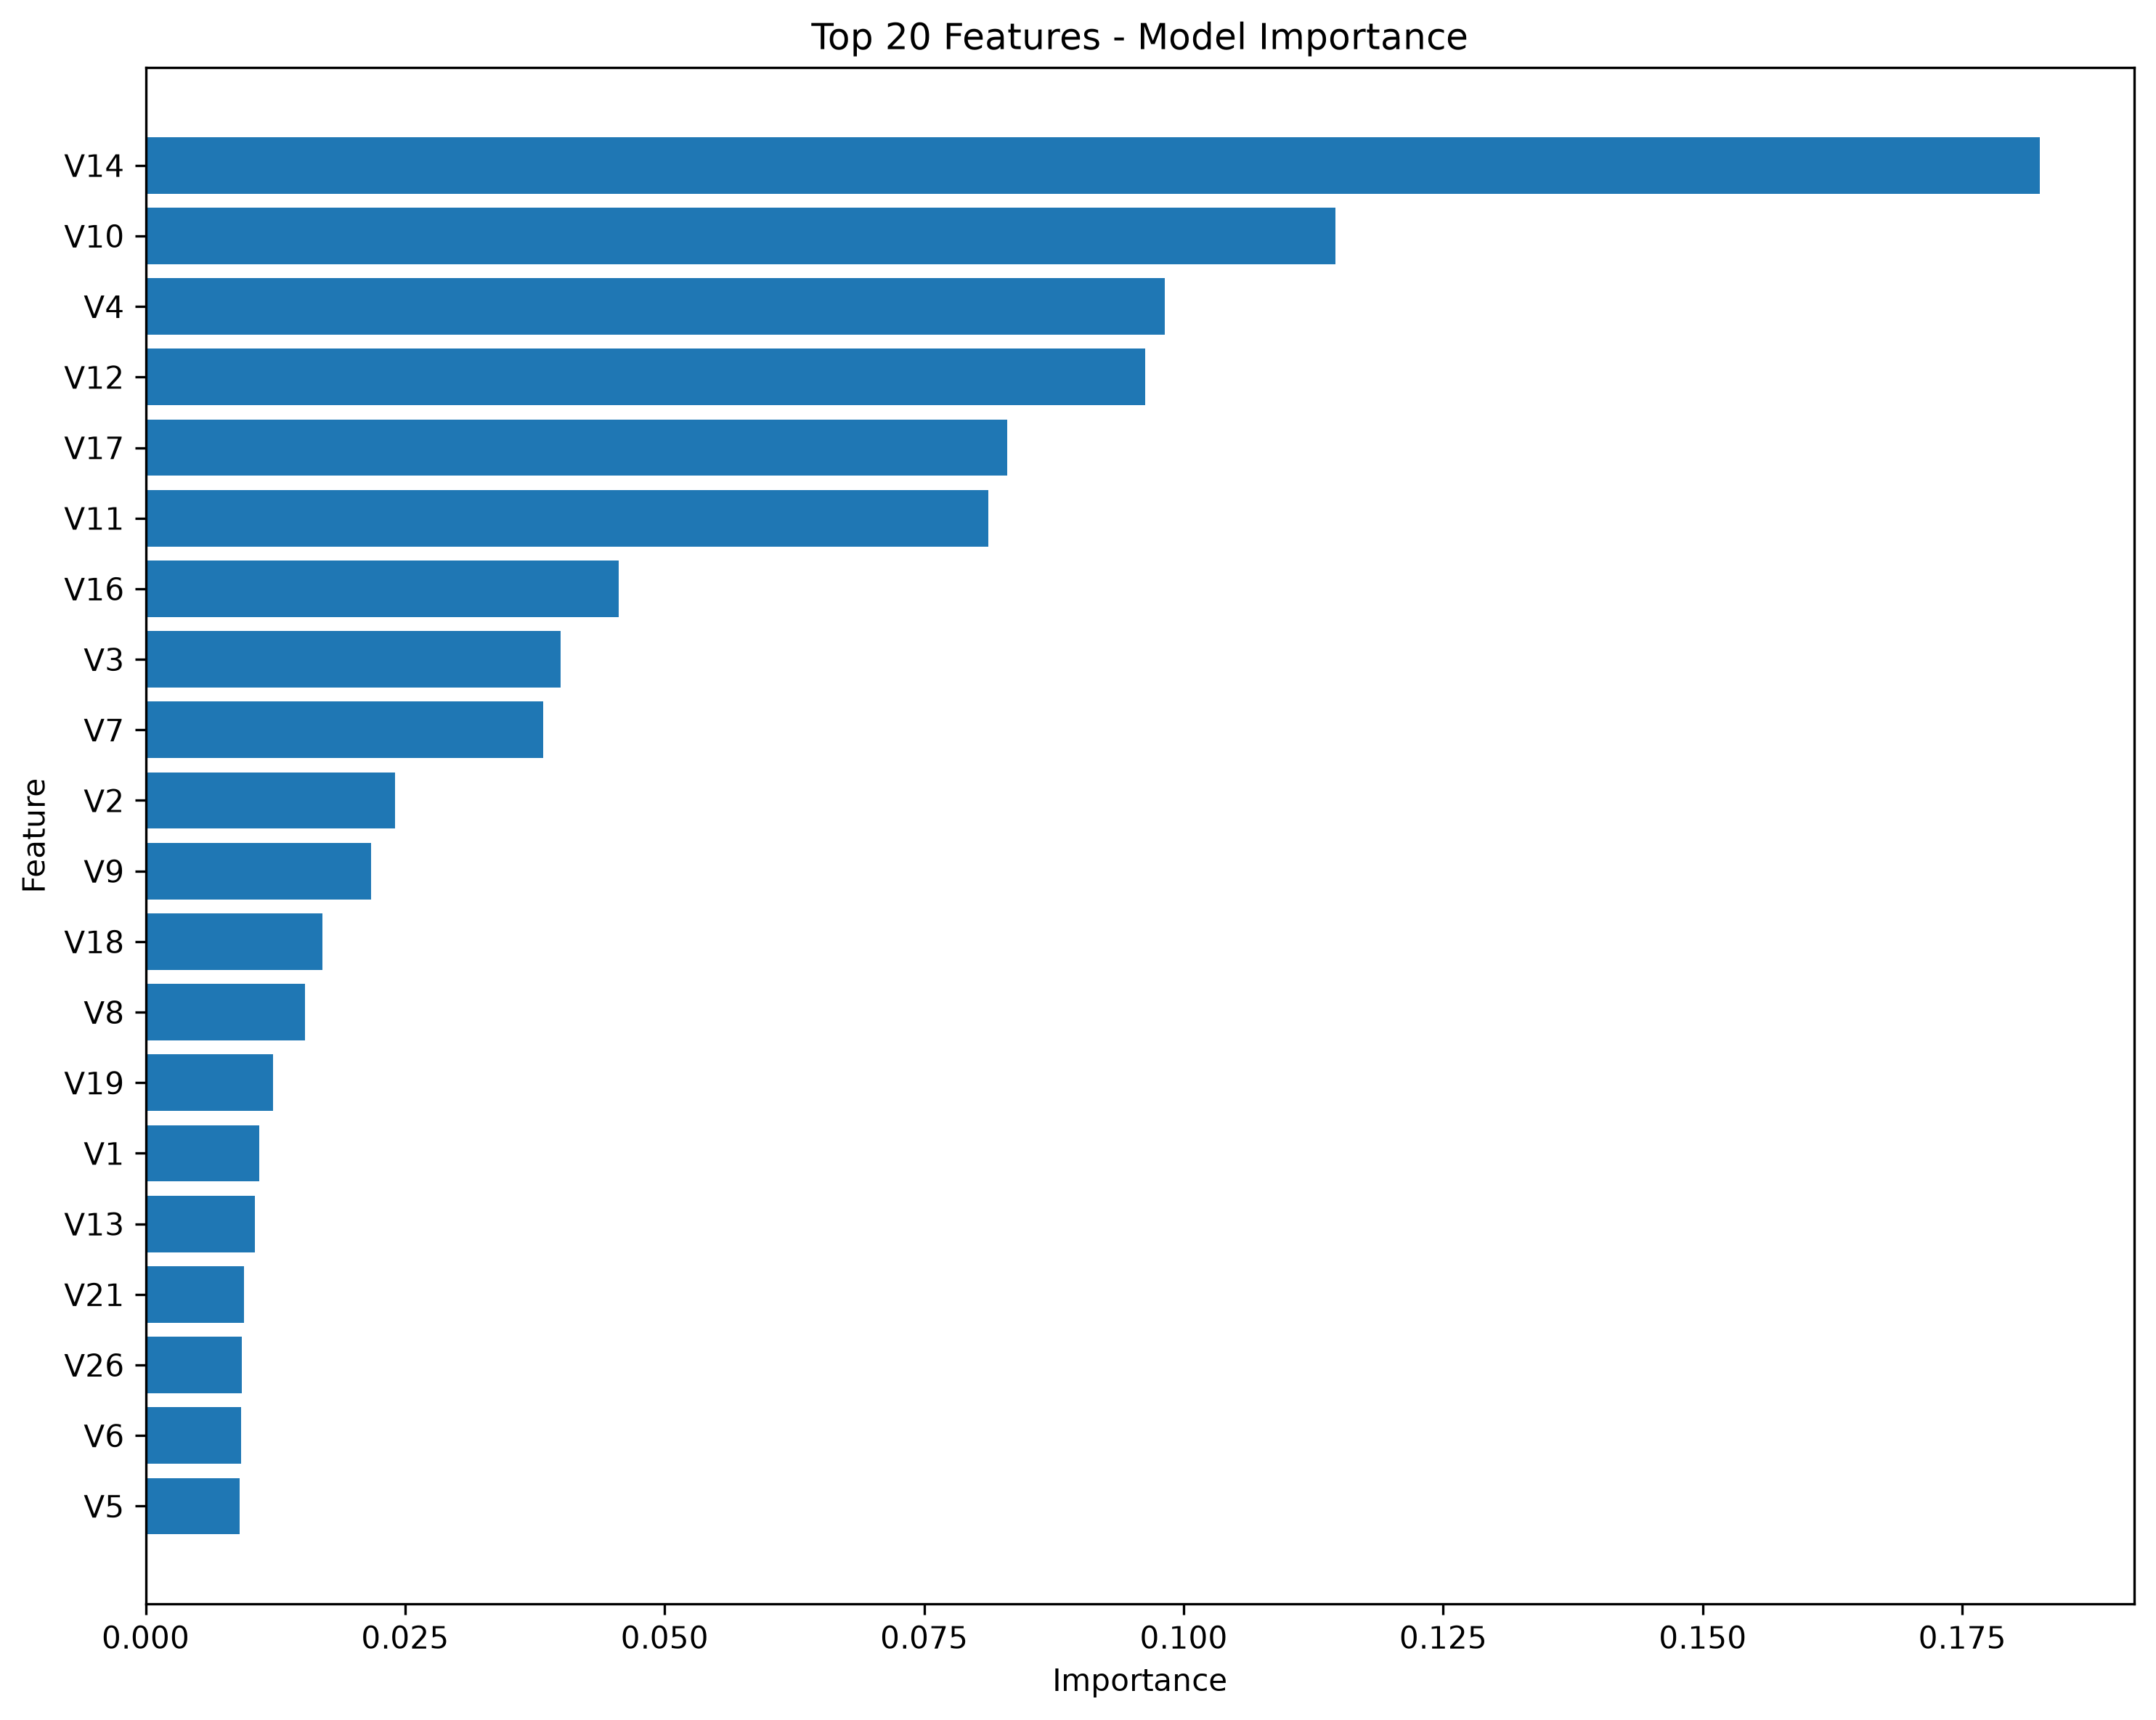 Top 20 Features - Model Importance
V14
V10
V4
V12
V17
V11
V16
V3
V7
V2
V9
V18
V8
V19
V1
V13
V21
V26
V6
V5
Feature
0.000 0.025 0.050 0.075 0.100 0.125 0.150 0.175
Importance